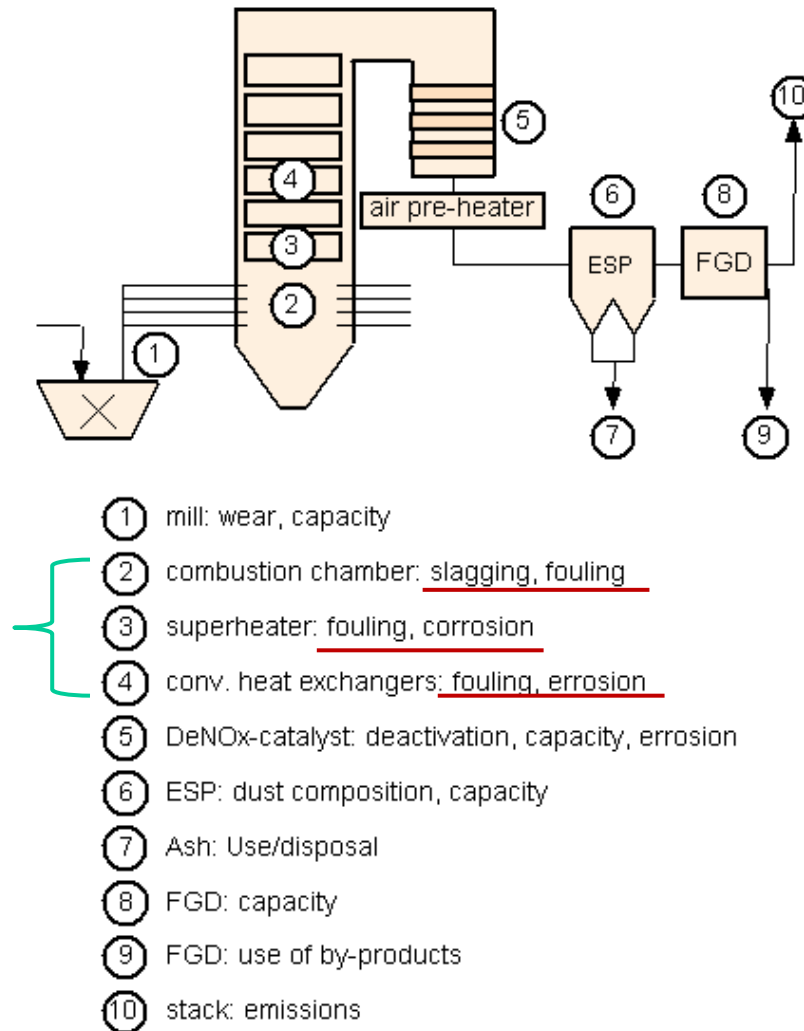 10
5
4
air pre-heater
6
8
3
ESP
FGD
2
1
7
9
1 mill: wear, capacity
2 combustion chamber: slagging, fouling
3 superheater: fouling, corrosion
4 conv. heat exchangers: fouling, errosion
5 DeNOx-catalyst: deactivation, capacity, errosion
6 ESP: dust composition, capacity
7 Ash: Use/disposal
8 FGD: capacity
9 FGD: use of by-products
10 stack: emissions